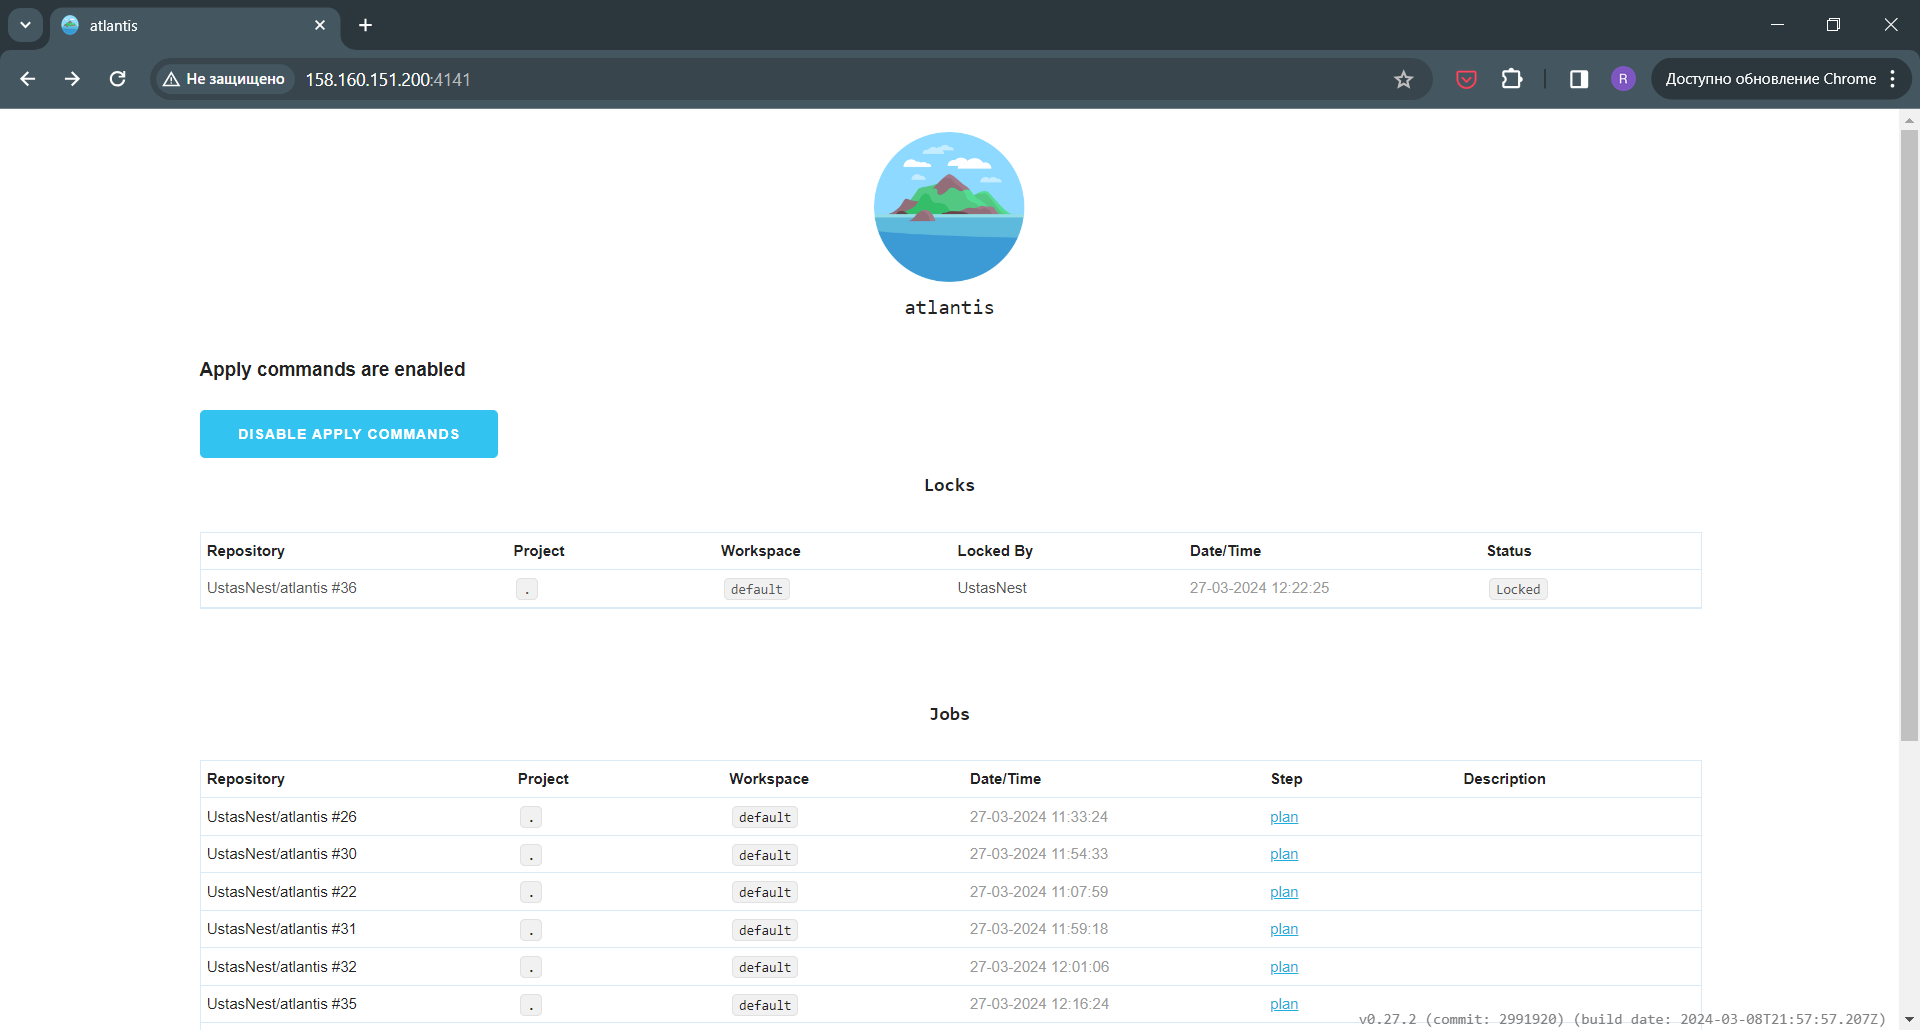 atlantis
Не защищено 158.160.151.200:4141 R Доступно обновление Chrome
atlantis
Apply commands are enabled
DISABLE APPLY COMMANDS
Locks
Repository Project Workspace Locked By Date/Time Status
UstasNest/atlantis #36 . default UstasNest 27-03-2024 12:22:25 Locked
Jobs
Repository Project Workspace Date/Time Step Description
UstasNest/atlantis #26 . default 27-03-2024 11:33:24 plan
UstasNest/atlantis #30 . default 27-03-2024 11:54:33 plan
UstasNest/atlantis #22 . default 27-03-2024 11:07:59 plan
UstasNest/atlantis #31 . default 27-03-2024 11:59:18 plan
UstasNest/atlantis #32 . default 27-03-2024 12:01:06 plan
UstasNest/atlantis #35 . default 27-03-2024 12:16:24 plan
v0.27.2 (commit: 2991920) (build date: 2024-03-08T21:57:57.207Z)